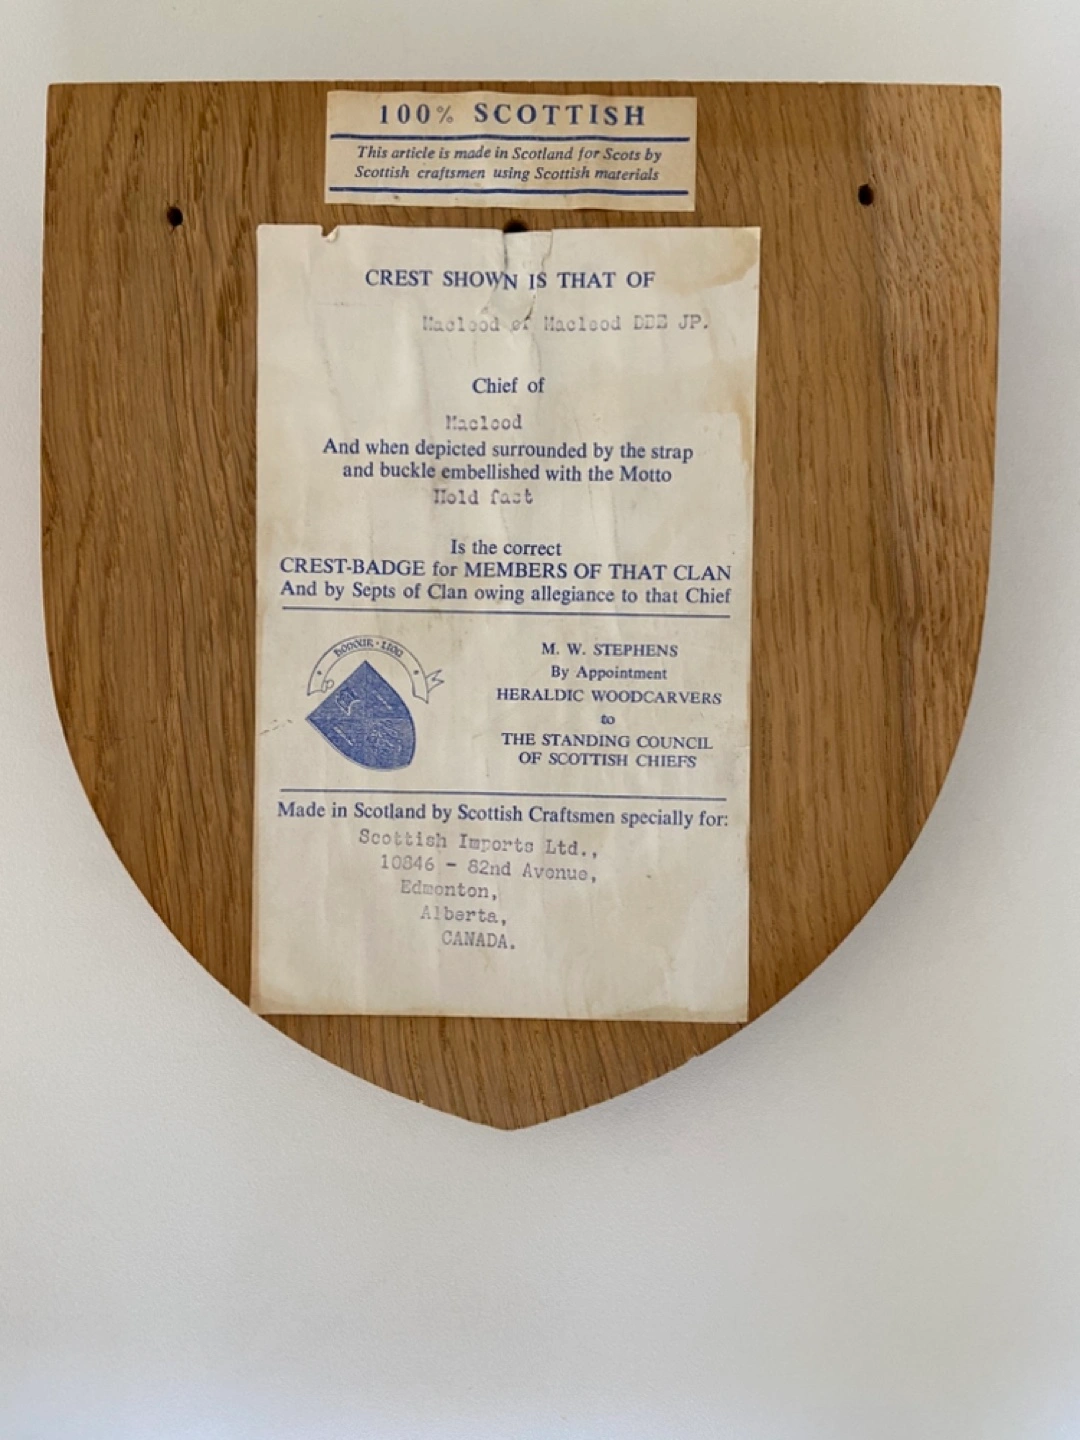 100% SCOTTISH
This article is made in Scotland for Scots by
Scottish craftsmen using Scottish materials
CREST SHOWN IS THAT OF
Macleod of Macleod DBE JP.
Chief of
Macleod
And when depicted surrounded by the strap
and buckle embellished with the Motto
Hold fast
Is the correct
CREST-BADGE for MEMBERS OF THAT CLAN
And by Septs of Clan owing allegiance to that Chief
HONOUR
M. W. STEPHENS
By Appointment
HERALDIC WOODCARVERS
to
THE STANDING COUNCIL
OF SCOTTISH CHIEFS
Made in Scotland by Scottish Craftsmen specially for:
Scottish Imports Ltd.,
10846 - 82nd Avenue,
Edmonton,
Alberta,
CANADA.